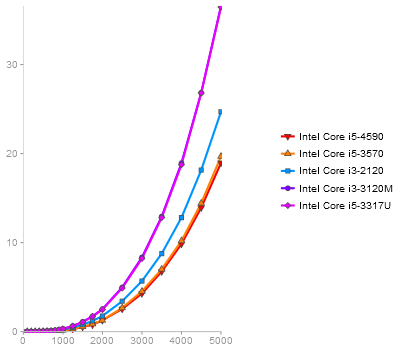 30
20
10
0
0 1000 2000 3000 4000 5000
Intel Core i5-4590
Intel Core i5-3570
Intel Core i3-2120
Intel Core i3-3120M
Intel Core i5-3317U